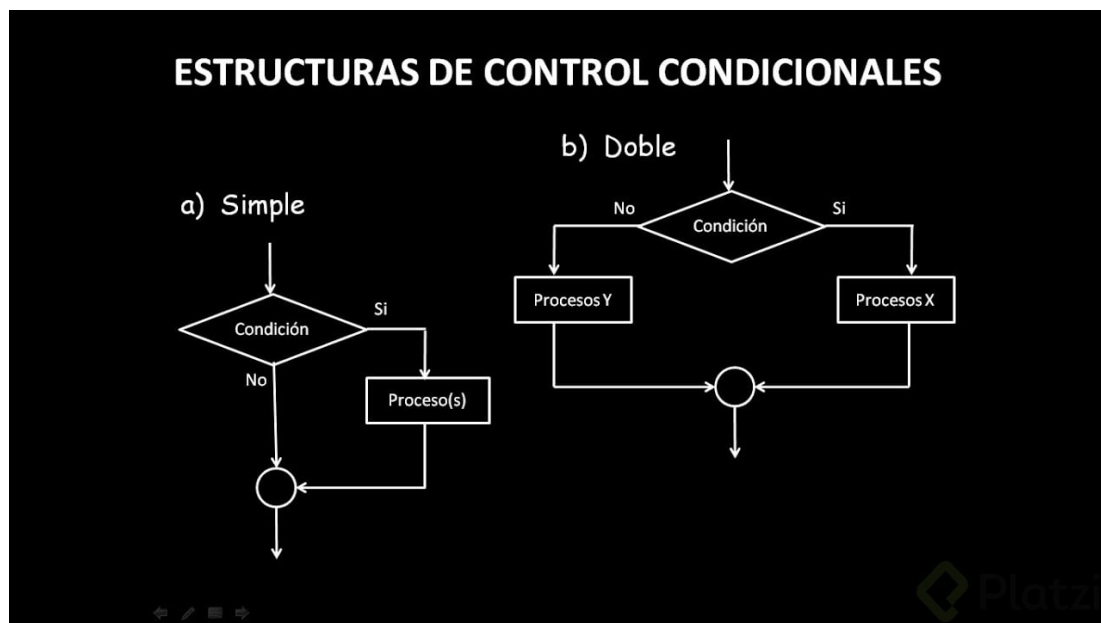 ESTRUCTURAS DE CONTROL CONDICIONALES
a) Simple
Condición
Si
No
Proceso(s)
b) Doble
No
Condición
Si
Procesos Y
Procesos X
Platzi